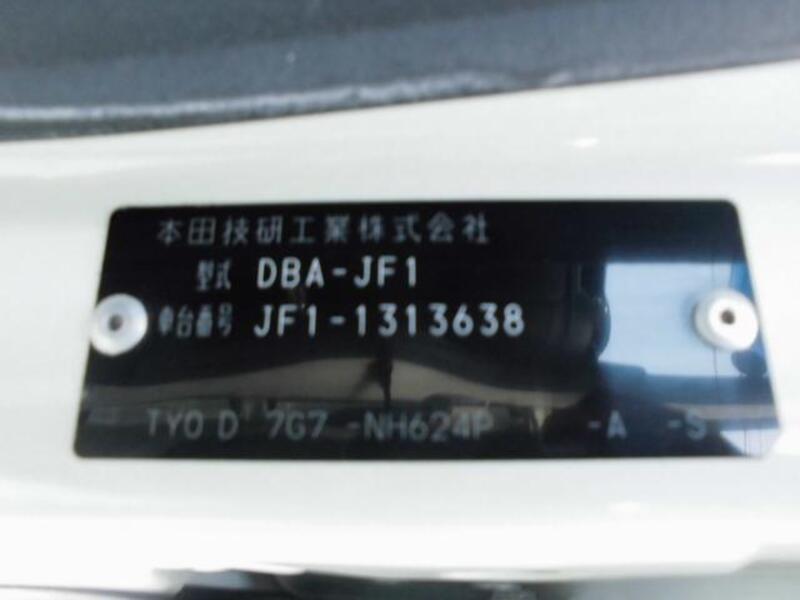 本田技研工業株式会社
型式 DBA-JF1
車台番号 JF1-1313638
TYO D 7G7 -NH624P -A -S